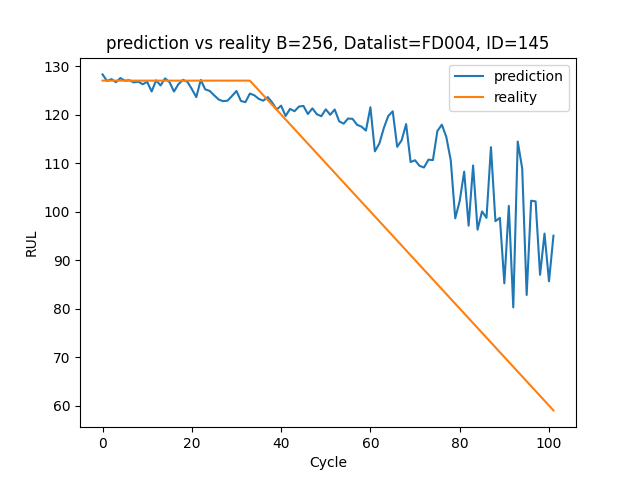 prediction vs reality B=256, Datalist=FD004, ID=145
prediction
reality
RUL
130
120
110
100
90
80
70
60
0 20 40 60 80 100
Cycle